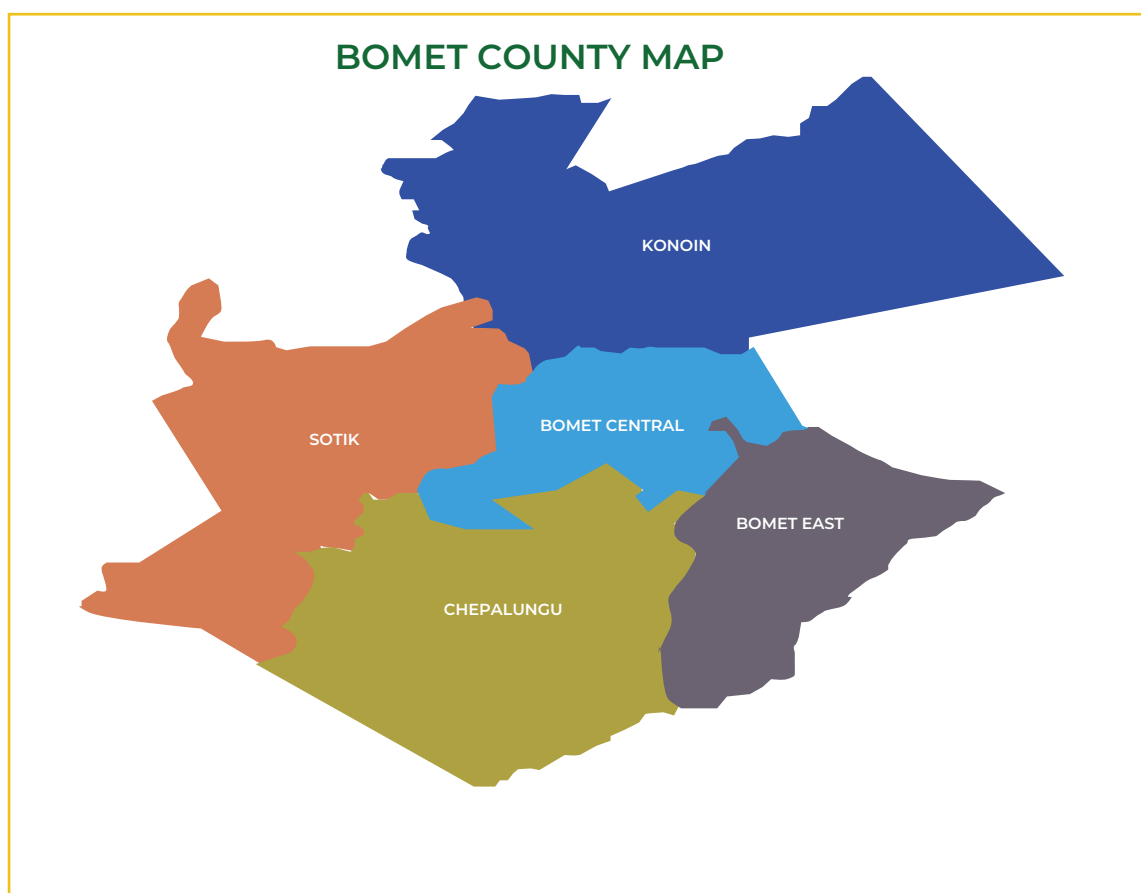 BOMET COUNTY MAP
KONOIN
BOMET CENTRAL
SOTIK
BOMET EAST
CHEPALUNGU